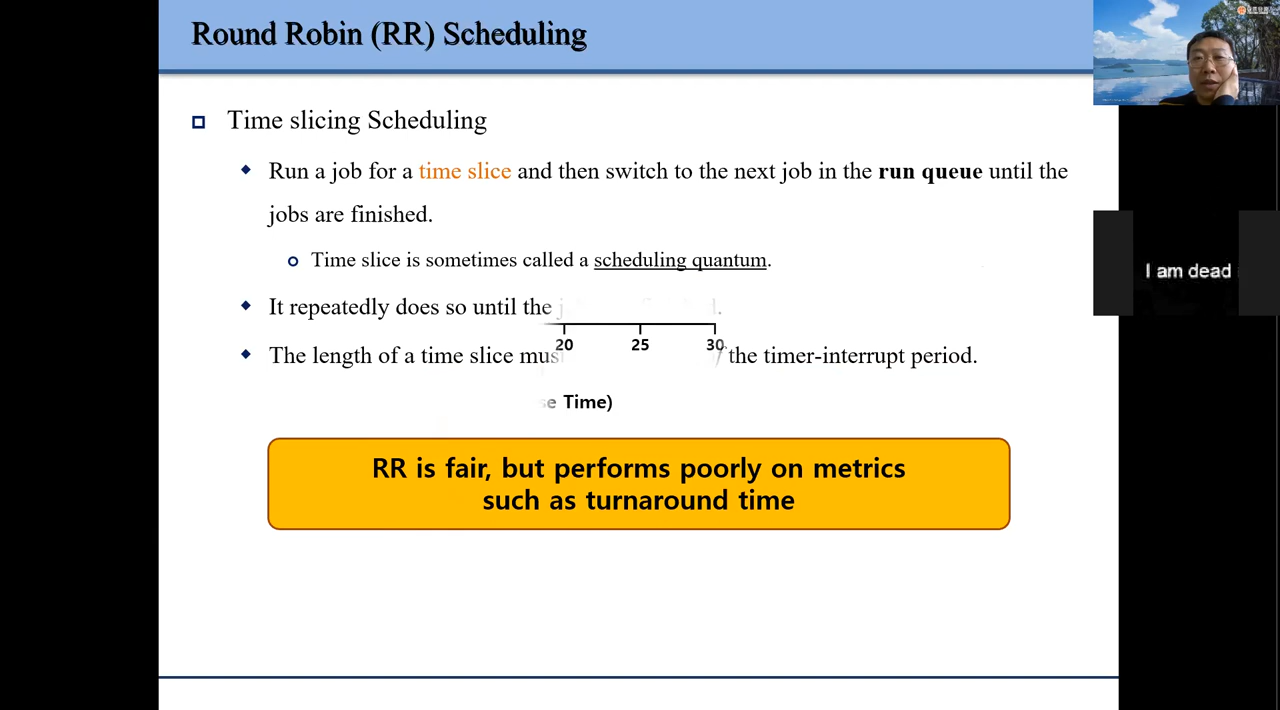 Round Robin (RR) Scheduling
Time slicing Scheduling
Run a job for a time slice and then switch to the next job in the run queue until the
jobs are finished.
Time slice is sometimes called a scheduling quantum.
It repeatedly does so until the
20 25 30
The length of a time slice the timer-interrupt period.
Time)
RR is fair, but performs poorly on metrics
such as turnaround time
I am dead